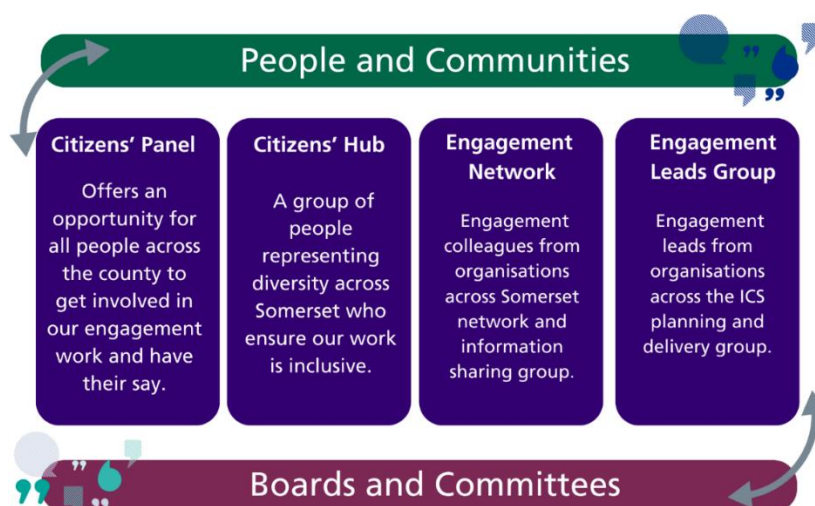 People and Communities
Citizens' Panel
Offers an
opportunity for
all people across
the county to
get involved in
our engagement
work and have
their say.
Citizens' Hub
A group of
people
representing
diversity across
Somerset who
ensure our work
is inclusive.
Engagement
Network
Engagement
colleagues from
organisations
across Somerset
network and
information
sharing group.
Engagement
Leads Group
Engagement
leads from
organisations
across the ICS
planning and
delivery group.
Boards and Committees